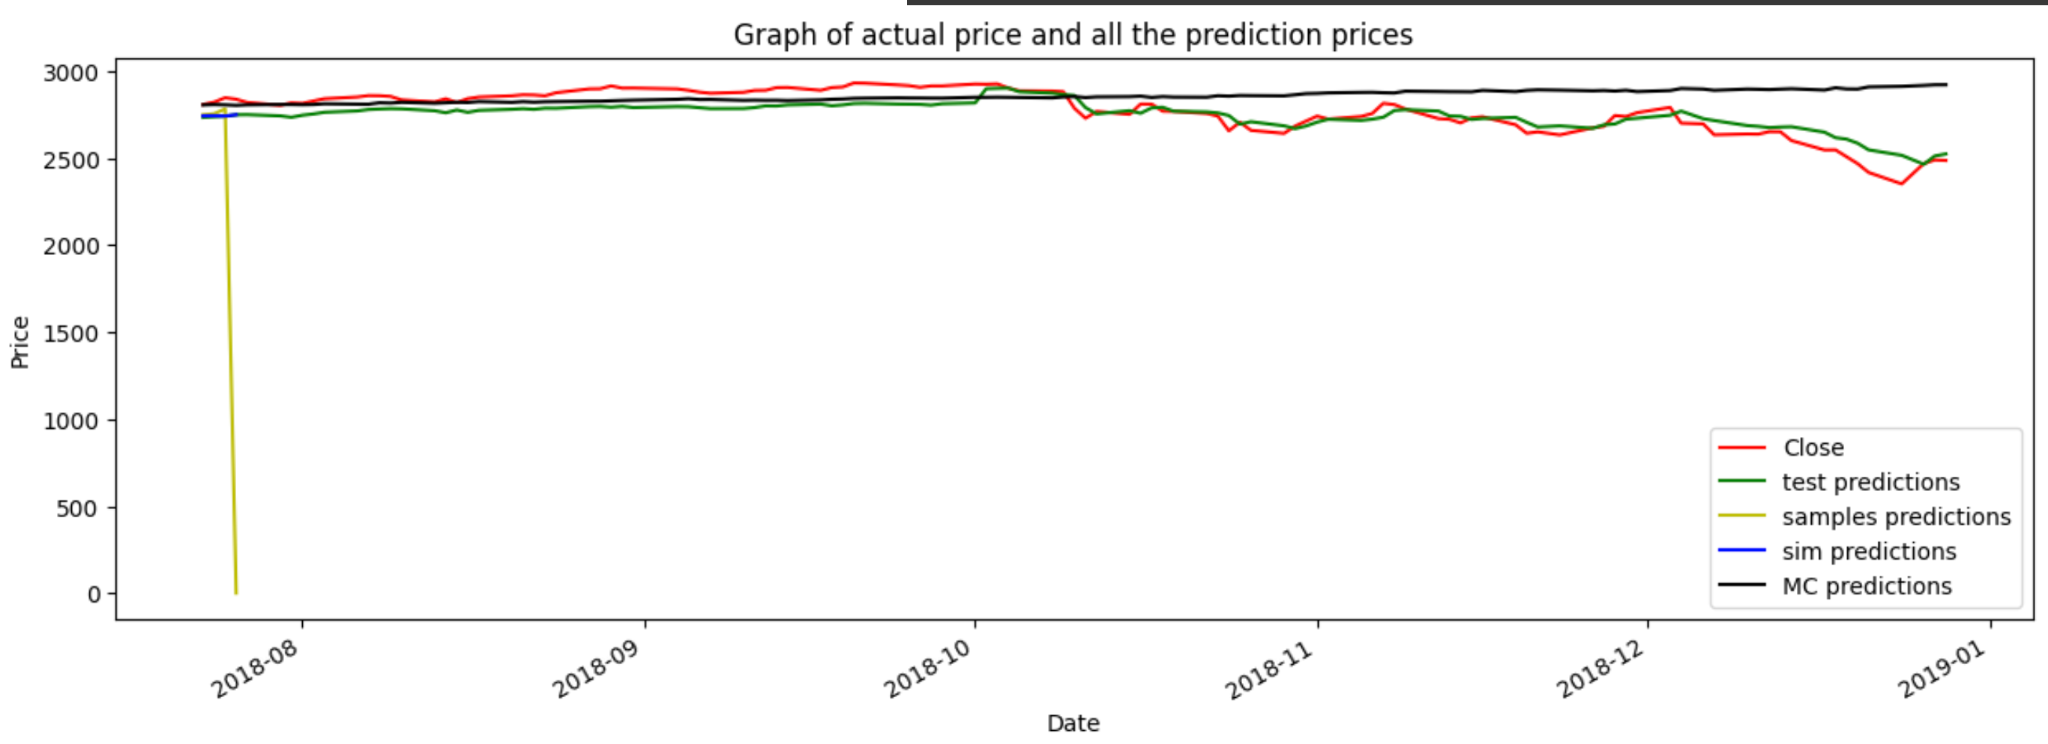 Graph of actual price and all the prediction prices
3000
2500
2000
1500
1000
500
0
Price
Close
test predictions
samples predictions
sim predictions
MC predictions
2018-08
2018-09
2018-10
2018-11
2018-12
2019-01
Date